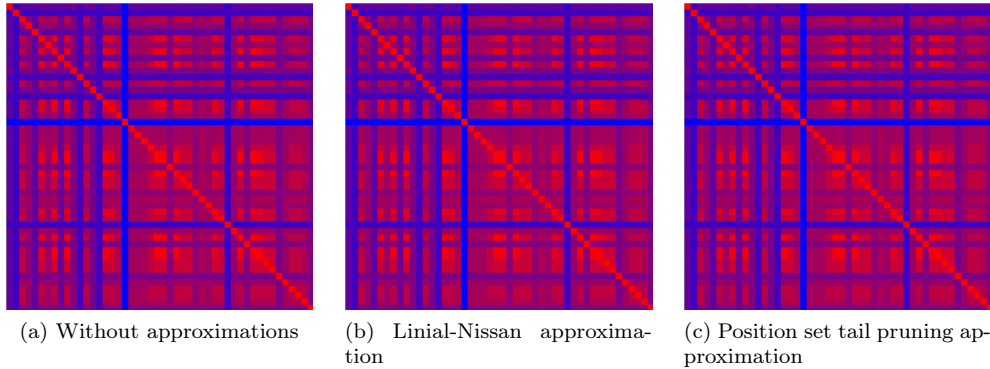 (a) Without approximations
(b) Linial-Nissan approxima-
tion
(c) Position set tail pruning ap-
proximation